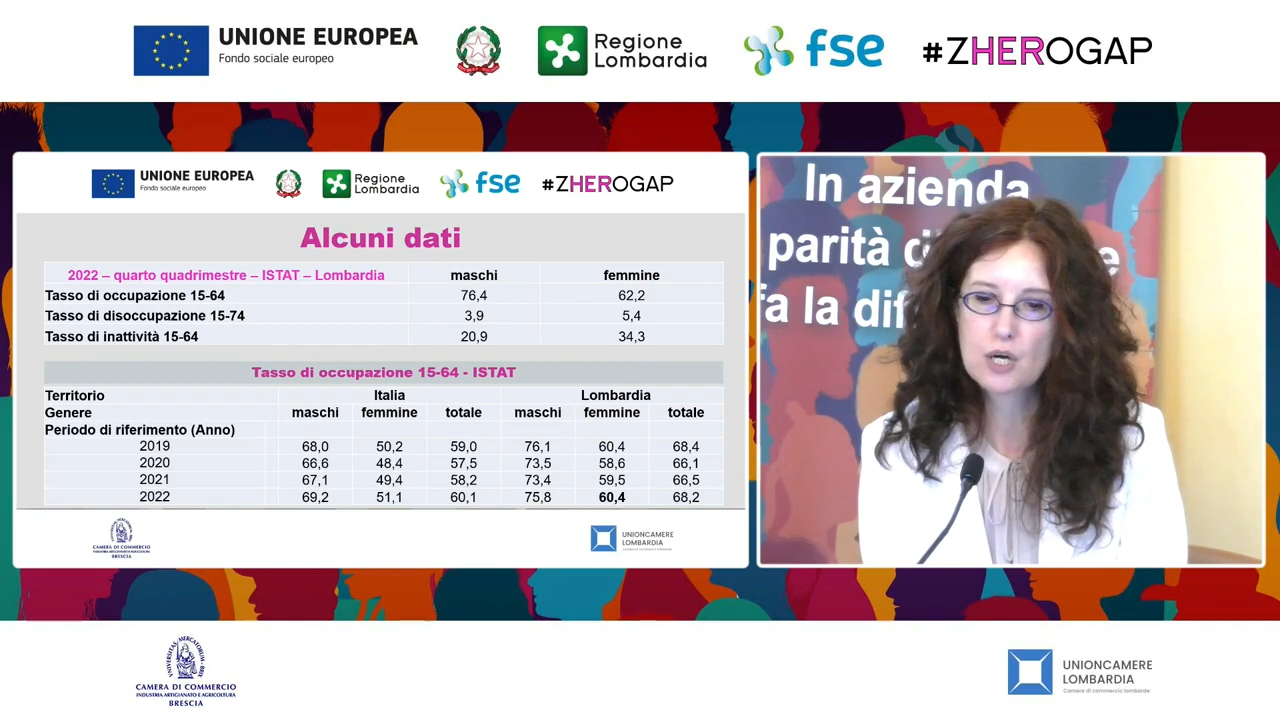 UNIONE EUROPEA
Fondo sociale europeo
Regione
Lombardia
fse
#ZHEROGAP
UNIONE EUROPEA
Fondo sociale europeo
Regione
Lombardia
fse
#ZHEROGAP
Alcuni dati
2022 – quarto quadrimestre – ISTAT – Lombardia maschi femmine
Tasso di occupazione 15-64 76,4 62,2
Tasso di disoccupazione 15-74 3,9 5,4
Tasso di inattività 15-64 20,9 34,3
Tasso di occupazione 15-64 - ISTAT
Territorio Italia Lombardia
Genere maschi femmine totale maschi femmine totale
Periodo di riferimento (Anno)
2019 68,0 50,2 59,0 76,1 60,4 68,4
2020 66,6 48,4 57,5 73,5 58,6 66,1
2021 67,1 49,4 58,2 73,4 59,5 66,5
2022 69,2 51,1 60,1 75,8 60,4 68,2
CAMERA DI COMMERCIO
INDUSTRIA ARTIGIANATO E AGRICOLTURA
BRESCIA
UNIONCAMERE
LOMBARDIA
In azienda
parità
fa la dif
CAMERA DI COMMERCIO
INDUSTRIA ARTIGIANATO E AGRICOLTURA
BRESCIA
UNIONCAMERE
LOMBARDIA
Camere di commercio lombarde